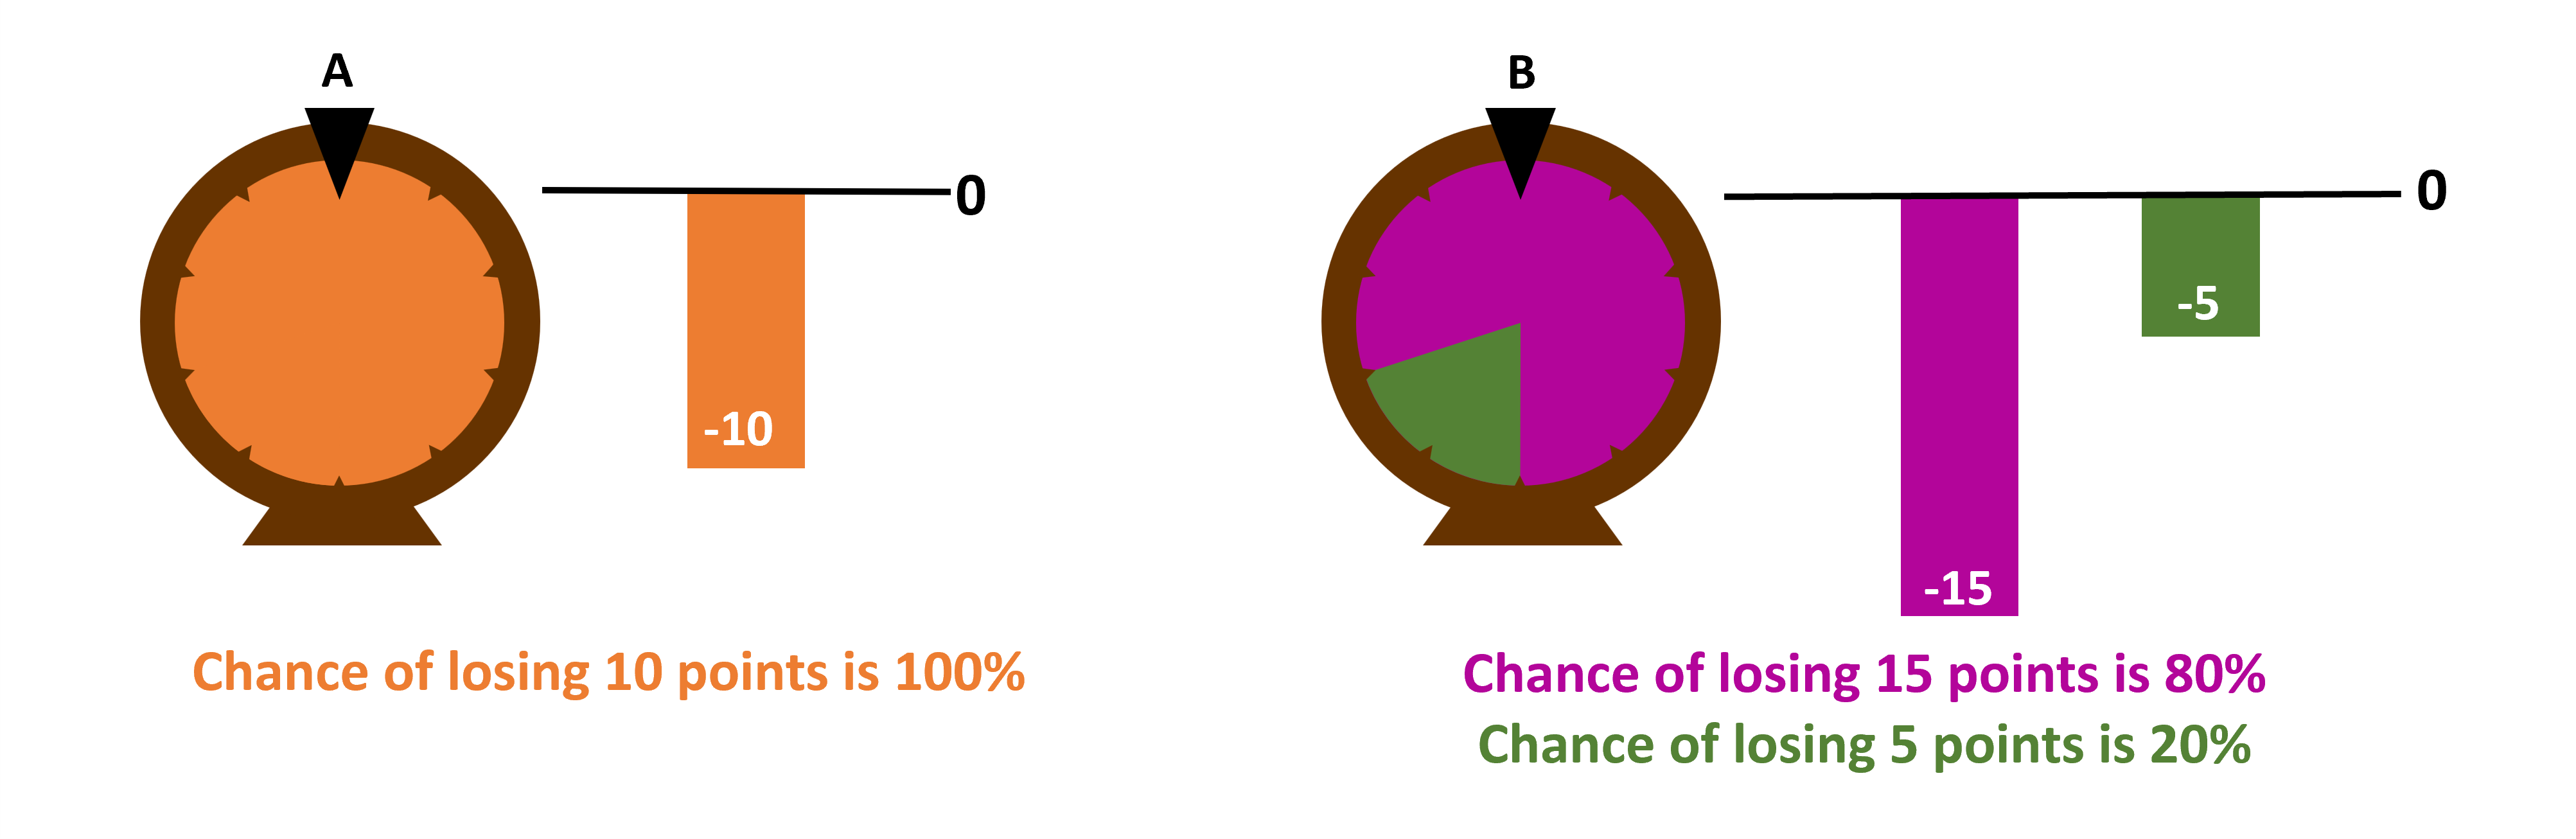 A
0
-10
Chance of losing 10 points is 100%
B
0
-5
-15
Chance of losing 15 points is 80%
Chance of losing 5 points is 20%